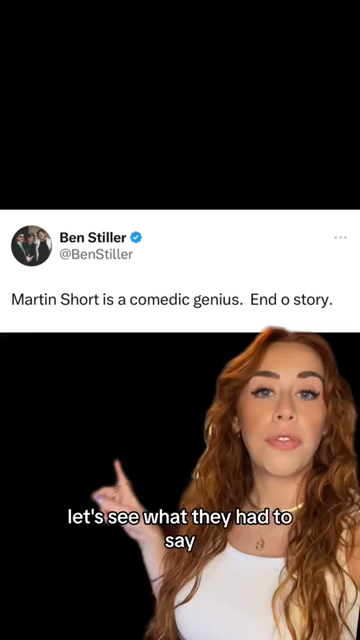 Ben Stiller
@BenStiller
Martin Short is a comedic genius.  End o story.
let's see what they had to
say